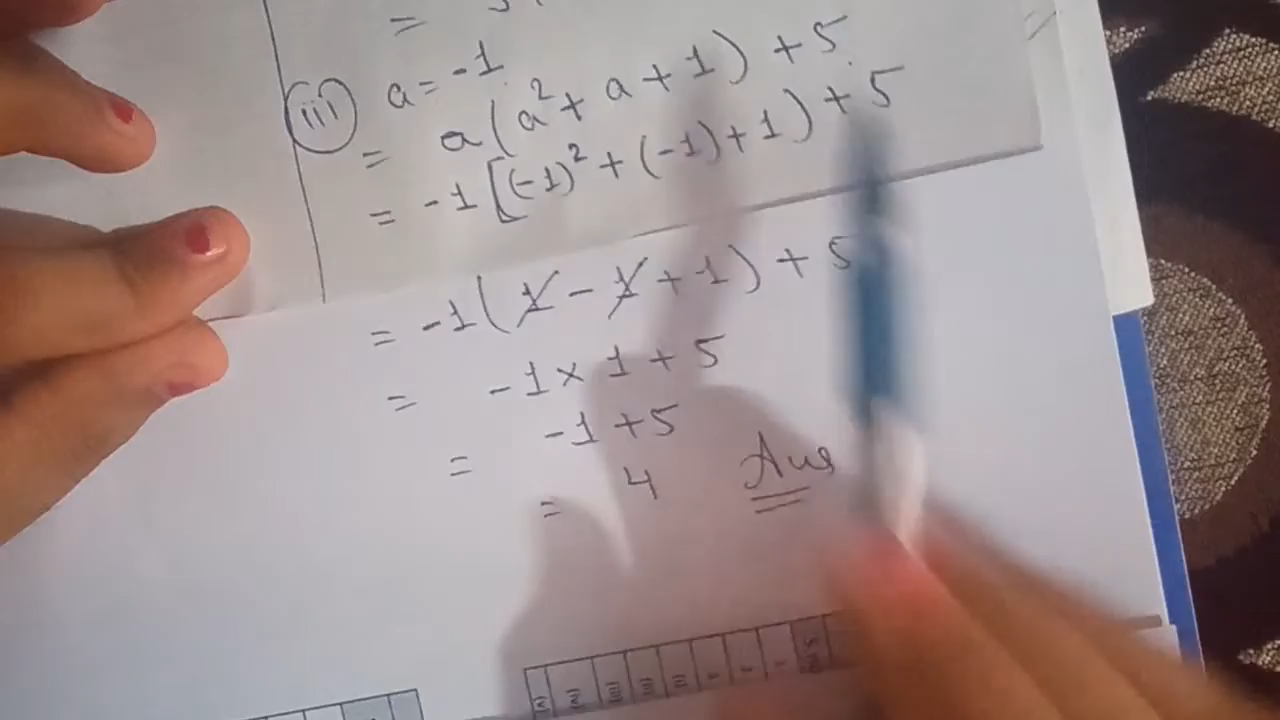 =
(iii) a = -1
= a(a² + a + 1) + 5
= -1[(-1)² + (-1) + 1) + 5
= -1(1 - 1 + 1) + 5
= -1 × 1 + 5
= -1 + 5
= 4 Ans